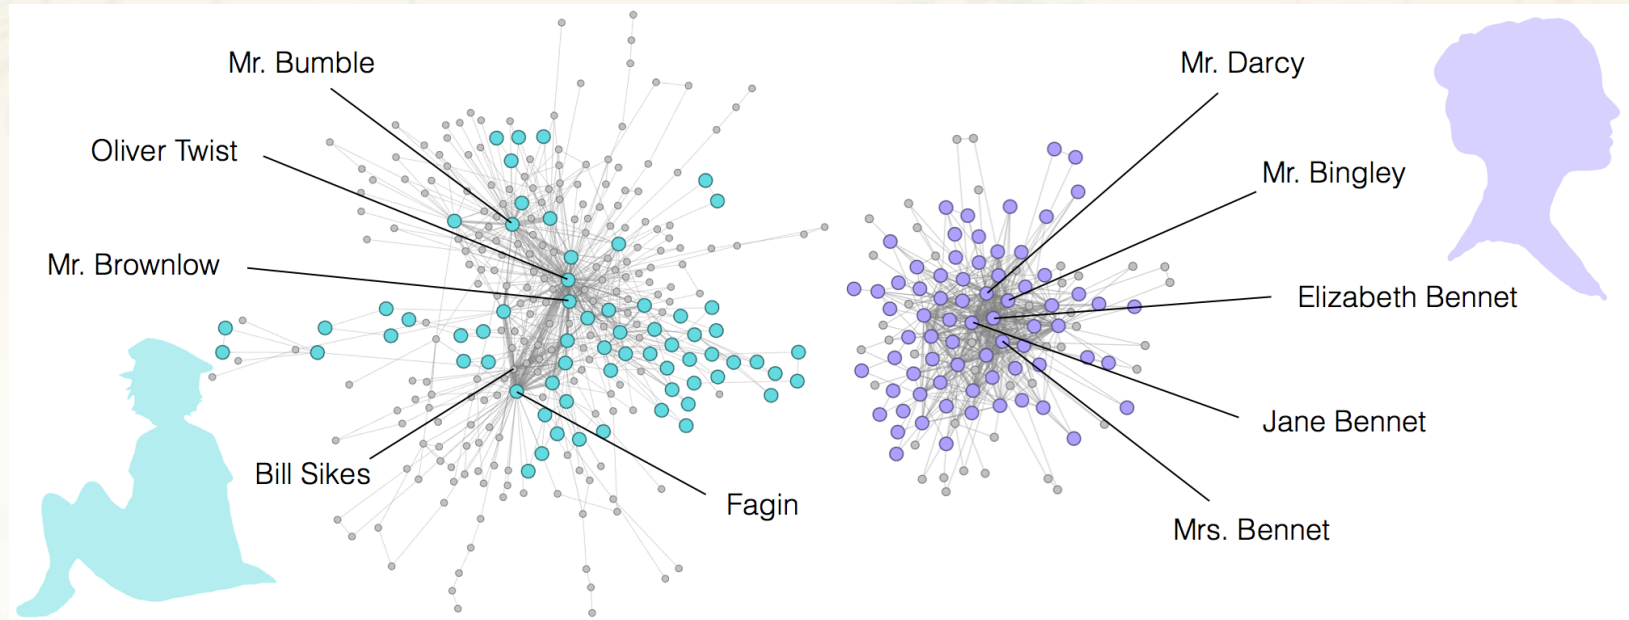 Mr. Bumble
Oliver Twist
Mr. Brownlow
Bill Sikes
Fagin
Mr. Darcy
Mr. Bingley
Elizabeth Bennet
Jane Bennet
Mrs. Bennet